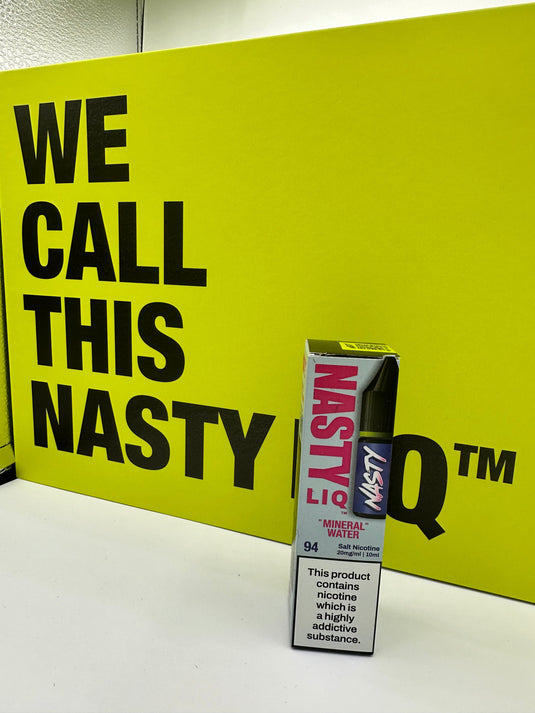 WE
CALL
THIS
NASTY
Q™
NASTY
LIQ™
NASTY
"MINERAL"
WATER
94
Salt Nicotine
20mg/ml | 10ml
This product
contains
nicotine
which is
a highly
addictive
substance.